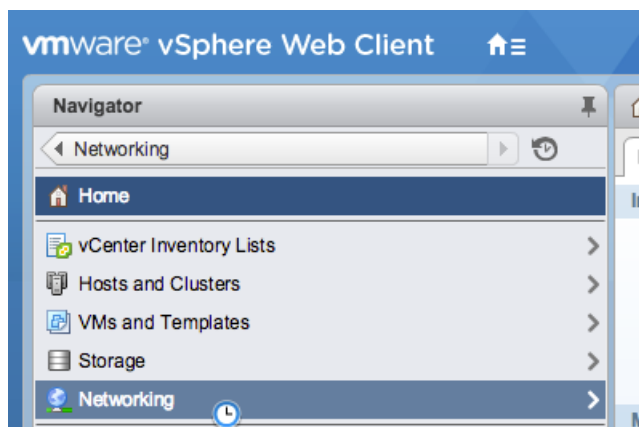 vmware® vSphere Web Client
Navigator
Networking
Home
vCenter Inventory Lists
Hosts and Clusters
VMs and Templates
Storage
Networking